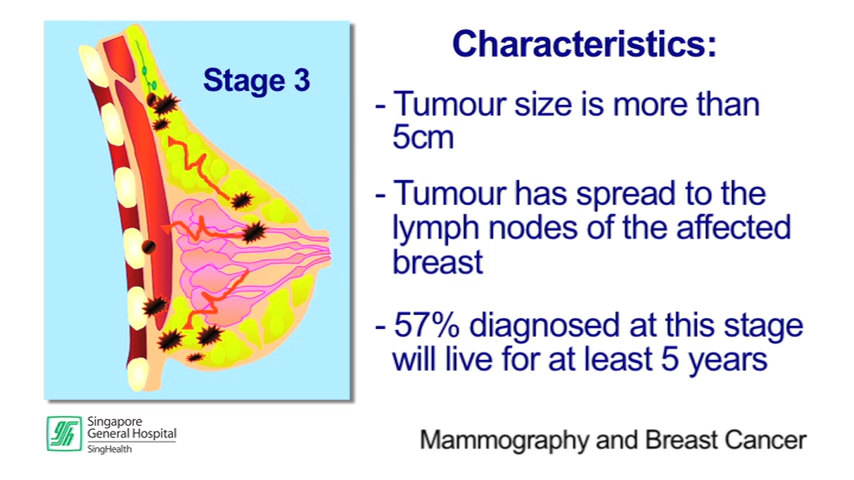 Stage 3
Characteristics:
- Tumour size is more than
5cm
- Tumour has spread to the
lymph nodes of the affected
breast
- 57% diagnosed at this stage
will live for at least 5 years
Singapore
General Hospital
SingHealth
Mammography and Breast Cancer